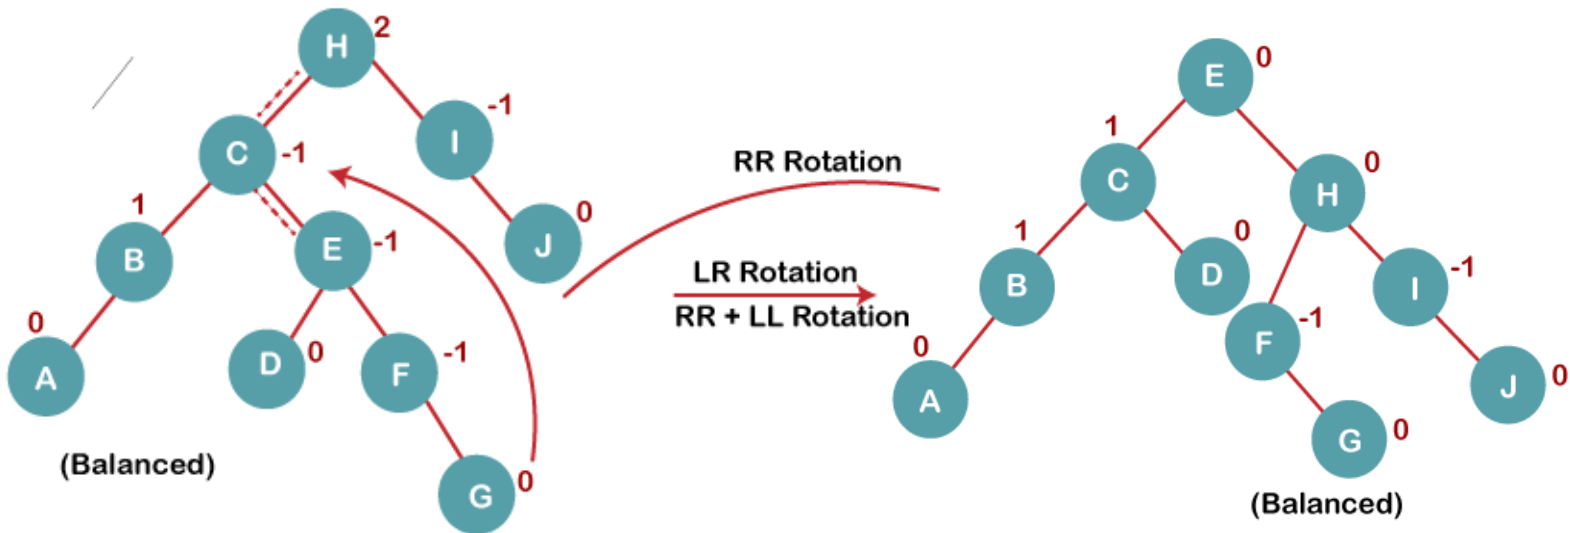 H 2
C -1
I -1
B 1
E -1
J 0
A 0
D 0
F -1
G 0
(Balanced)
RR Rotation
LR Rotation
RR + LL Rotation
E 0
C 1
H 0
B 1
D 0
I -1
A 0
F -1
J 0
G 0
(Balanced)